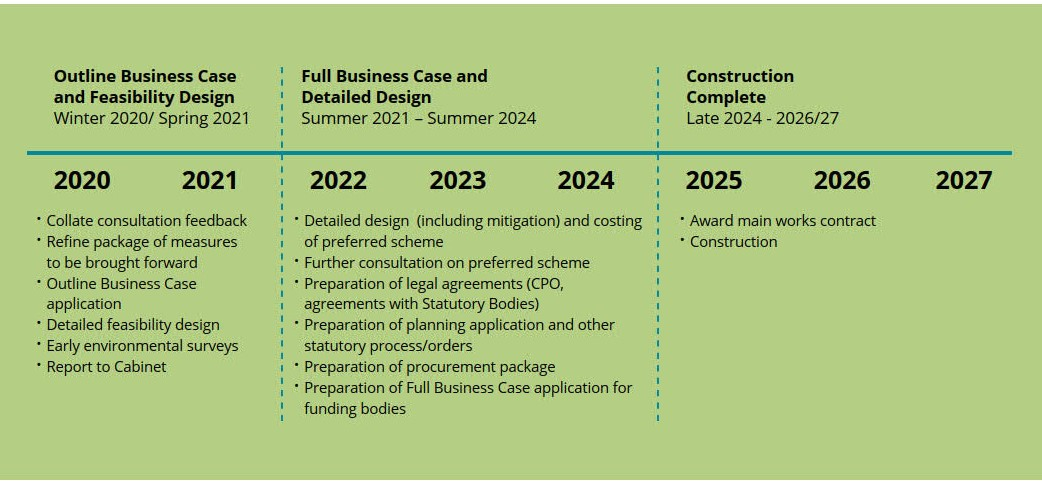 Outline Business Case
and Feasibility Design
Winter 2020/ Spring 2021
Full Business Case and
Detailed Design
Summer 2021 – Summer 2024
Construction
Complete
Late 2024 - 2026/27
2020 2021 2022 2023 2024 2025 2026 2027
• Collate consultation feedback
• Refine package of measures
to be brought forward
• Outline Business Case
application
• Detailed feasibility design
• Early environmental surveys
• Report to Cabinet
• Detailed design (including mitigation) and costing
of preferred scheme
• Further consultation on preferred scheme
• Preparation of legal agreements (CPO,
agreements with Statutory Bodies)
• Preparation of planning application and other
statutory process/orders
• Preparation of procurement package
• Preparation of Full Business Case application for
funding bodies
• Award main works contract
• Construction